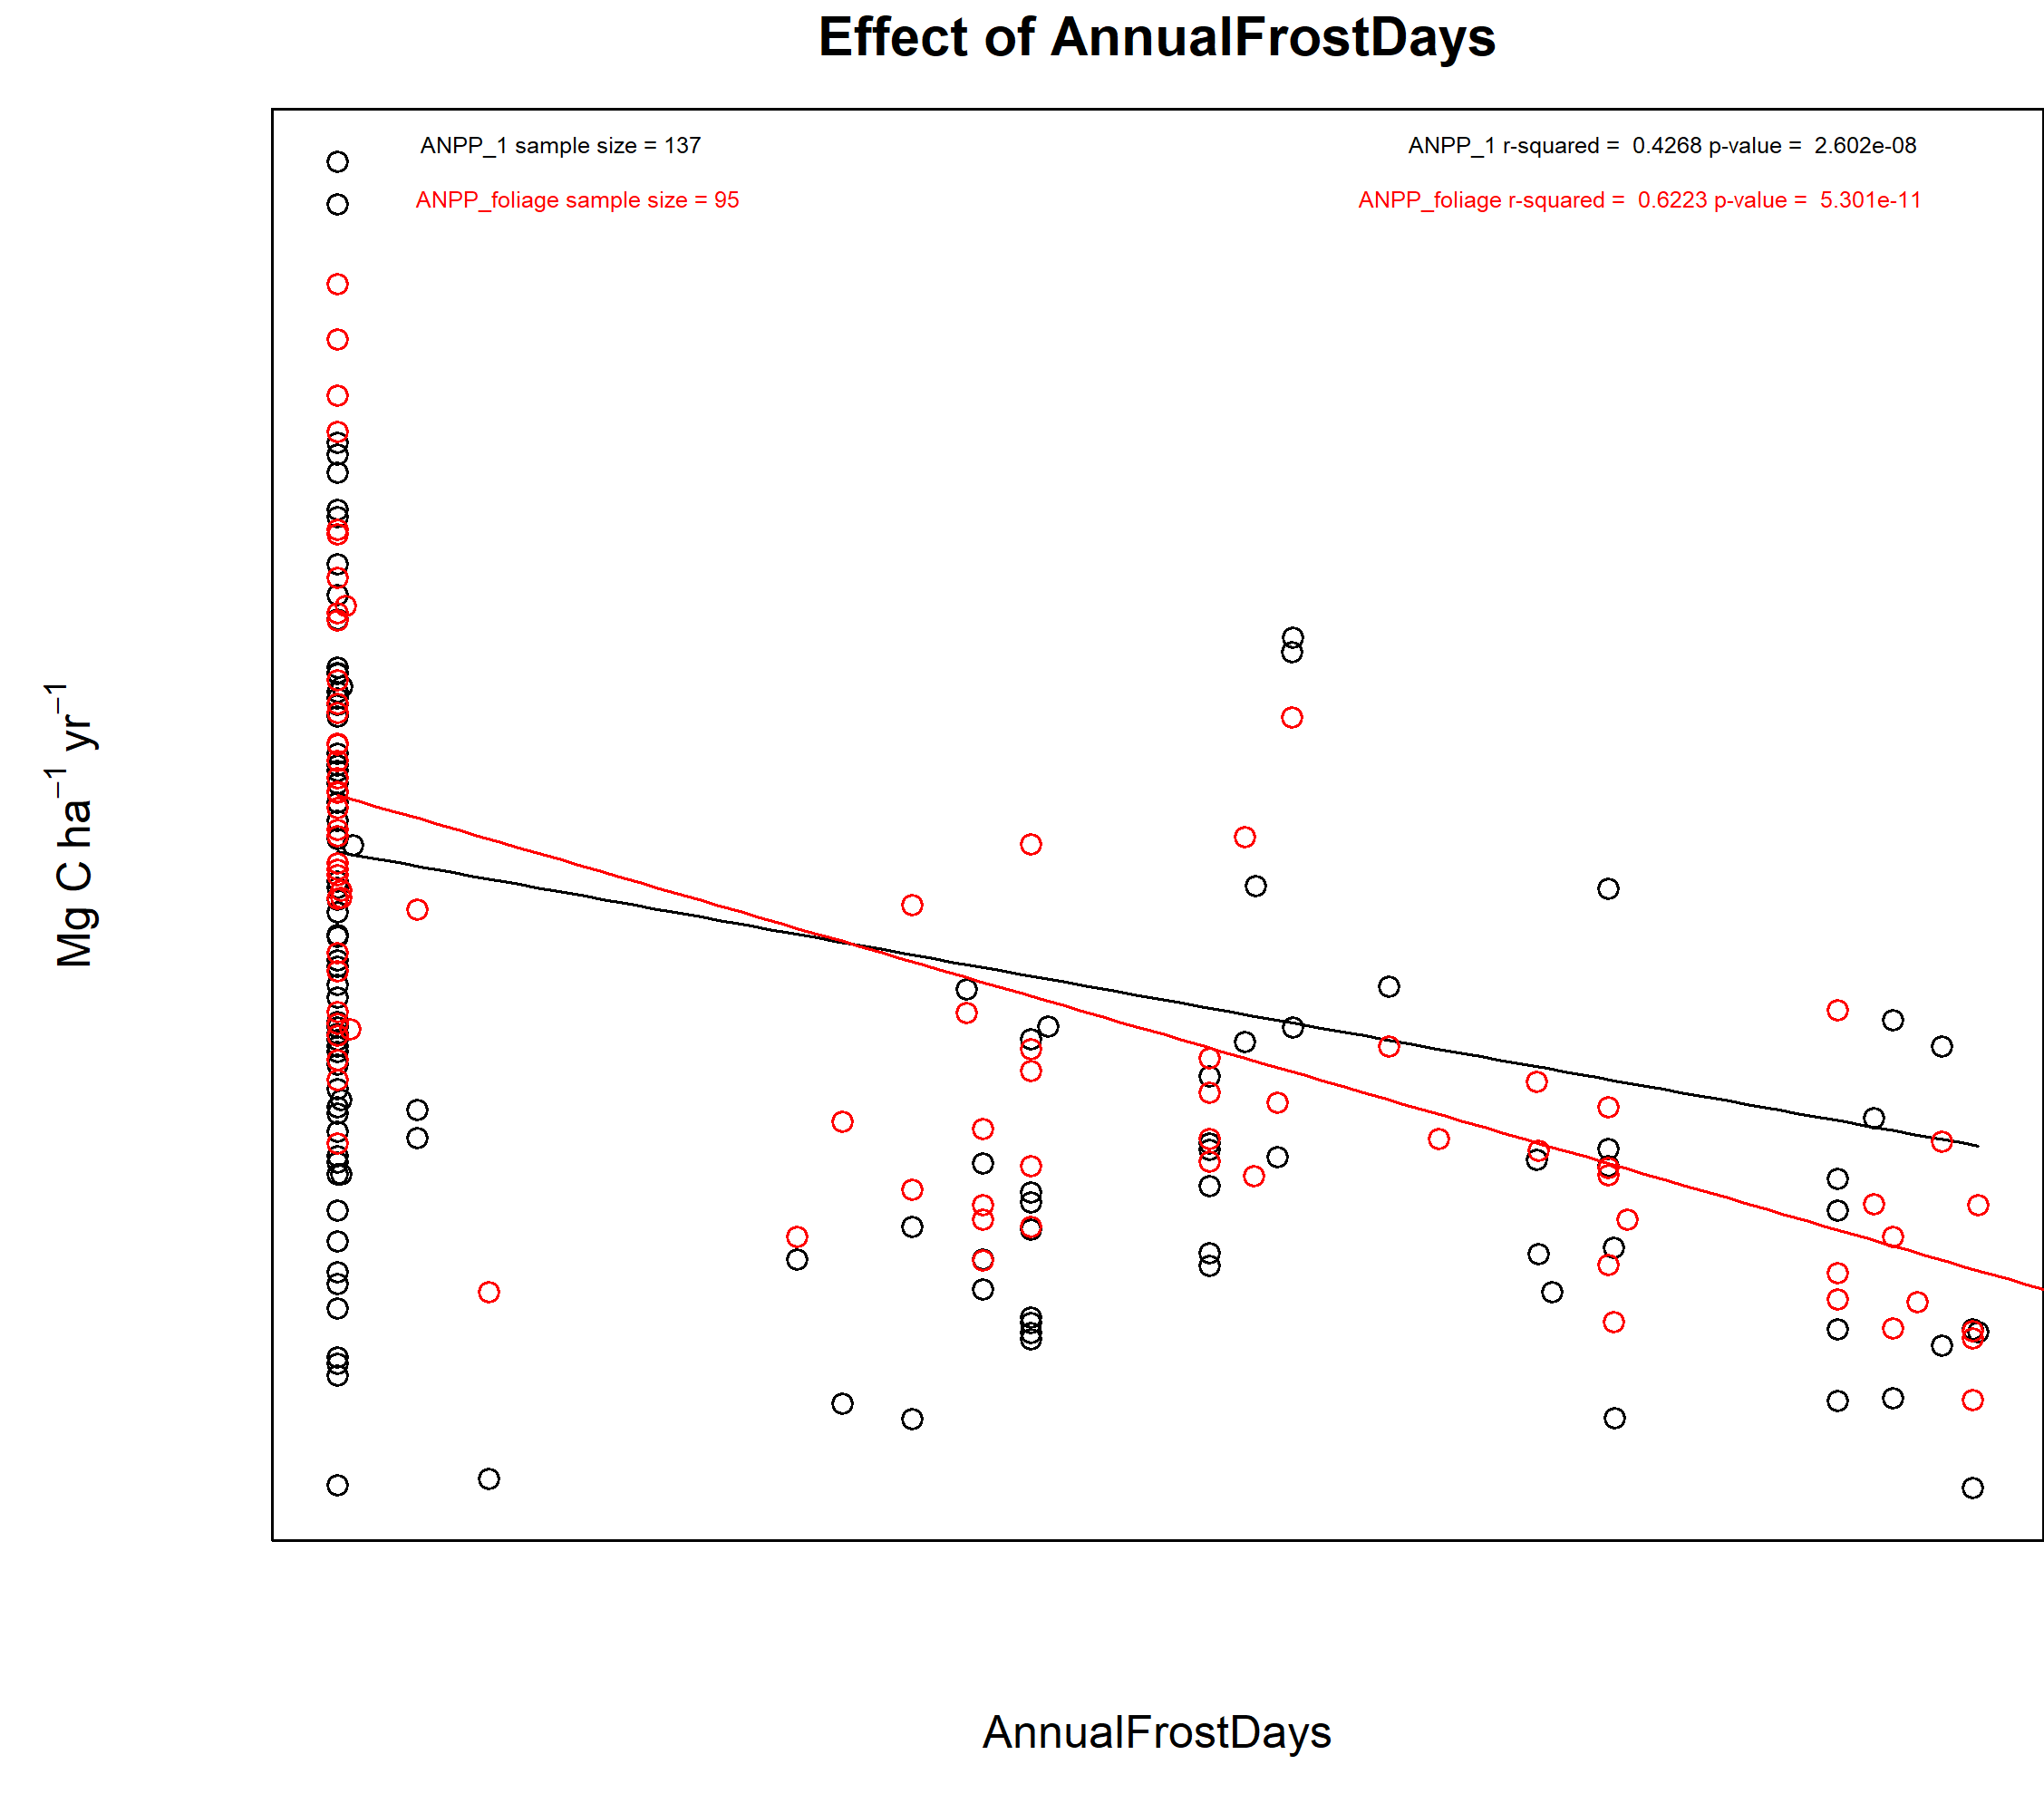 Effect of AnnualFrostDays
ANPP_1 sample size = 137
ANPP_1 r-squared =  0.4268 p-value =  2.602e-08
ANPP_foliage sample size = 95
ANPP_foliage r-squared =  0.6223 p-value =  5.301e-11
Mg C ha⁻¹ yr⁻¹
AnnualFrostDays